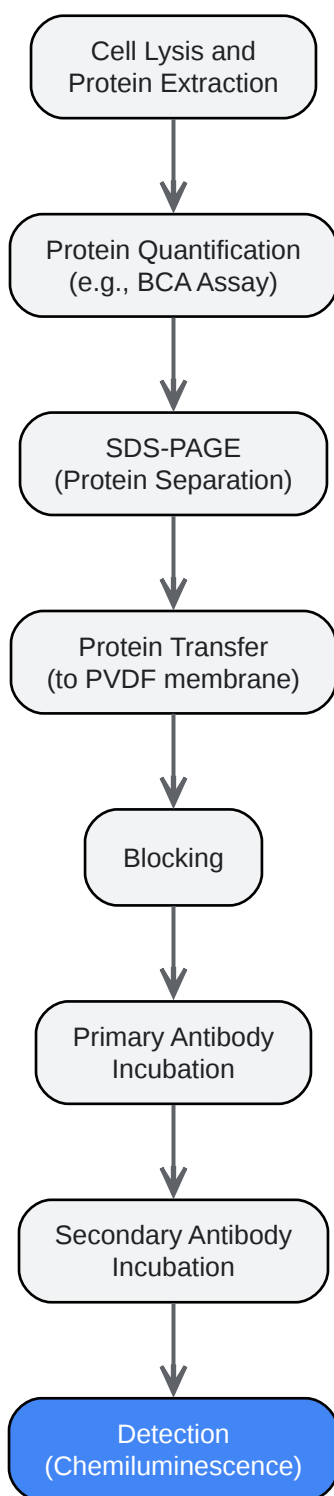 Cell Lysis and
Protein Extraction
Protein Quantification
(e.g., BCA Assay)
SDS-PAGE
(Protein Separation)
Protein Transfer
(to PVDF membrane)
Blocking
Primary Antibody
Incubation
Secondary Antibody
Incubation
Detection
(Chemiluminescence)